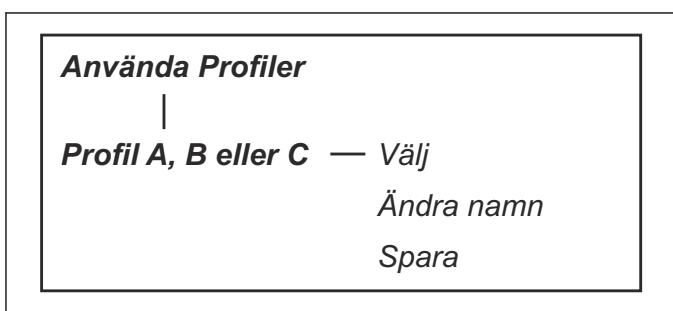 Använda Profiler
Profil A, B eller C — Välj
Ändra namn
Spara